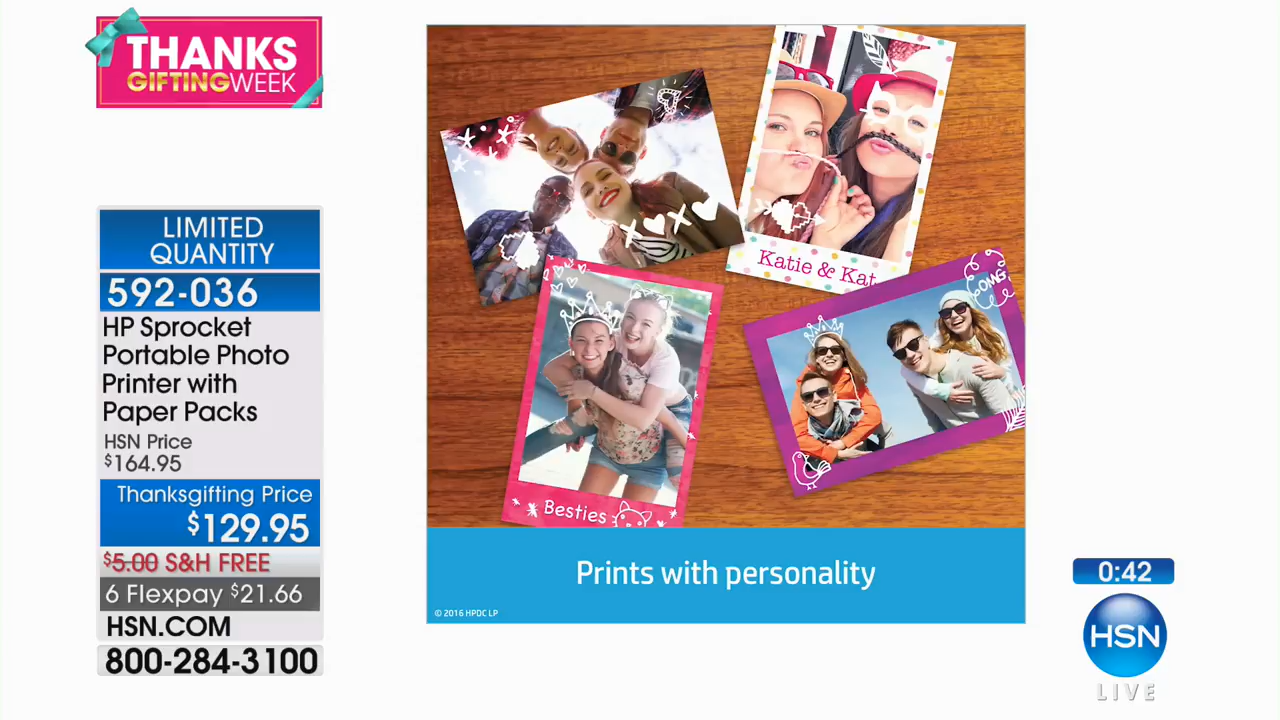 THANKS
GIFTINGWEEK
LIMITED
QUANTITY
592-036
HP Sprocket
Portable Photo
Printer with
Paper Packs
HSN Price
$164.95
Thanksgifting Price
$129.95
$5.00 S&H FREE
6 Flexpay $21.66
HSN.COM
800-284-3100
XOXO
Katie & Kat
OMG
Besties
Prints with personality
© 2016 HPDC LP
0:42
HSN
LIVE